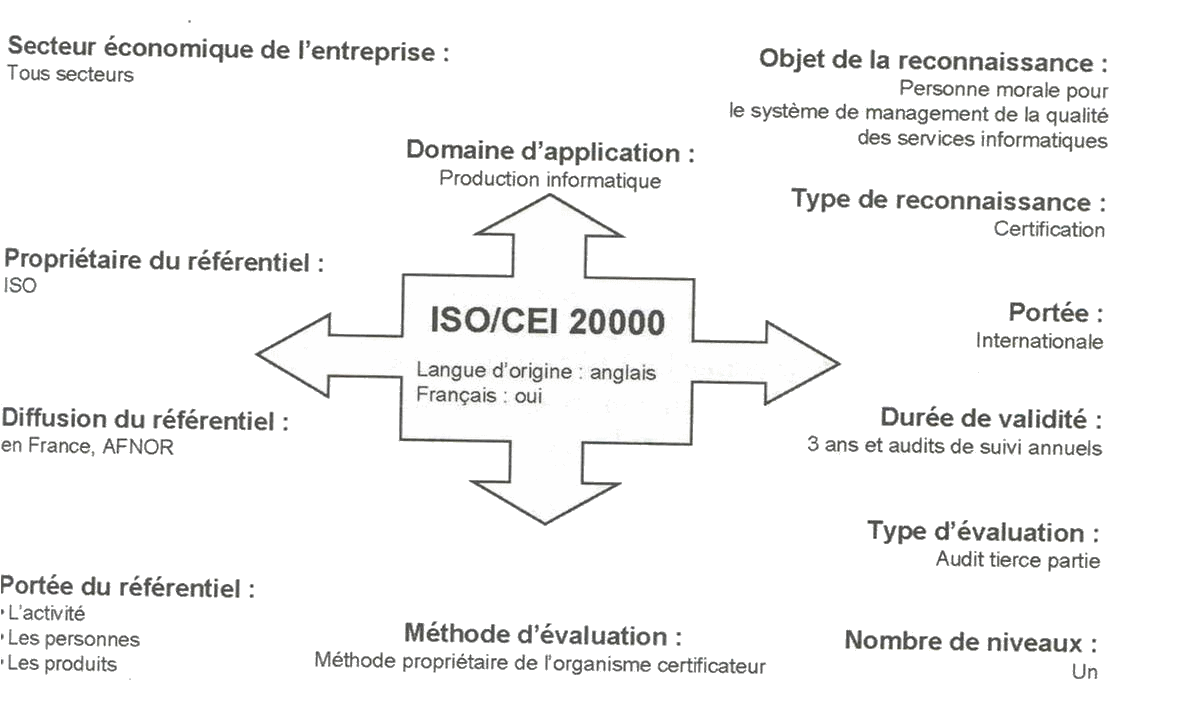 Secteur économique de l'entreprise :
Tous secteurs
Objet de la reconnaissance :
Personne morale pour
le système de management de la qualité
des services informatiques
Domaine d'application :
Production informatique
Type de reconnaissance :
Certification
Propriétaire du référentiel :
ISO
ISO/CEI 20000
Langue d'origine : anglais
Français : oui
Portée :
Internationale
Diffusion du référentiel :
en France, AFNOR
Durée de validité :
3 ans et audits de suivi annuels
Type d'évaluation :
Audit tierce partie
Portée du référentiel :
• L'activité
• Les personnes
• Les produits
Méthode d'évaluation :
Méthode propriétaire de l'organisme certificateur
Nombre de niveaux :
Un